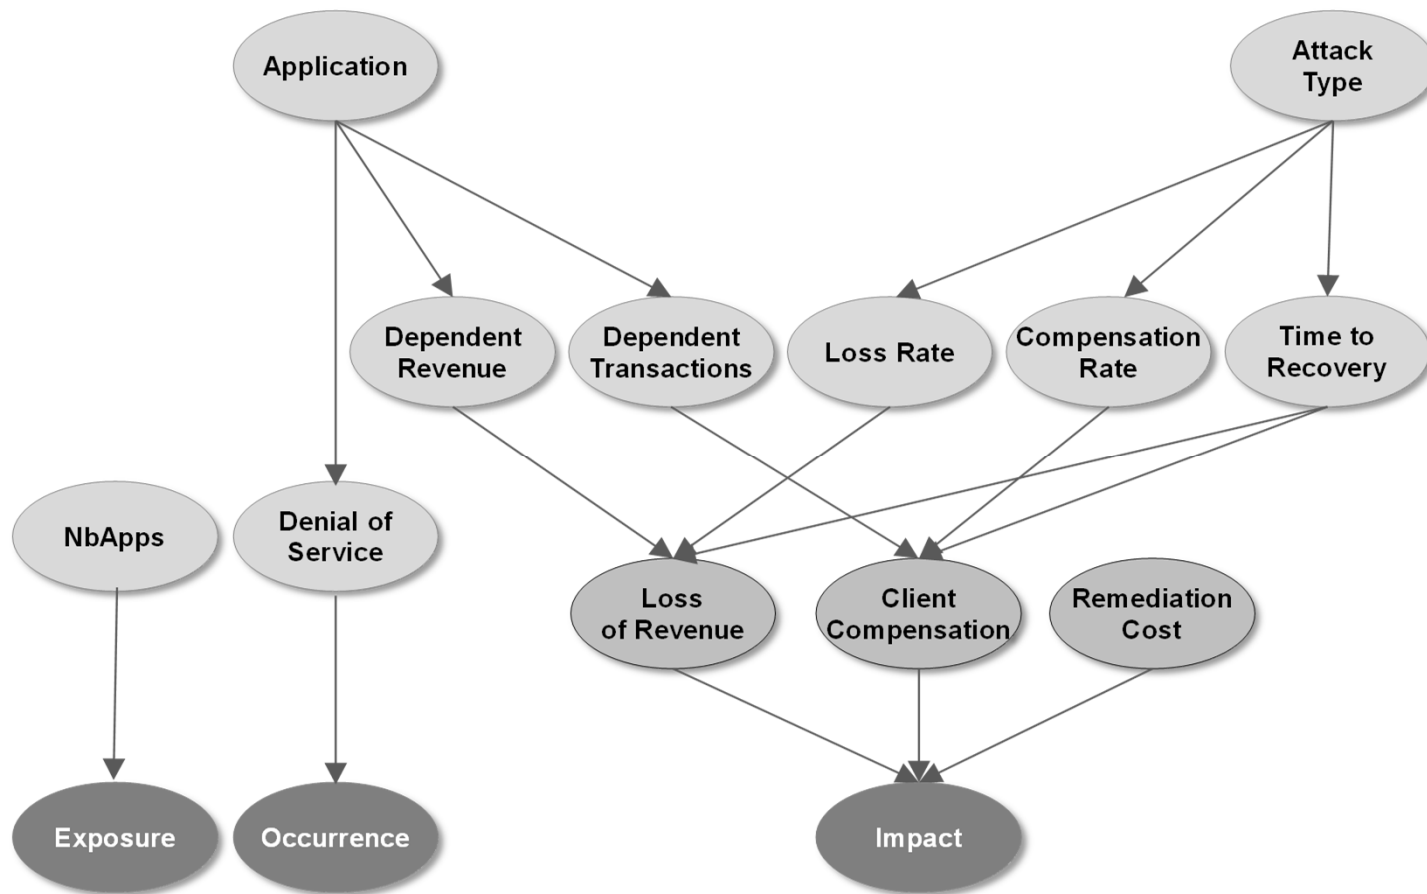 Application
Attack
Type
Dependent
Revenue
Dependent
Transactions
Loss Rate
Compensation
Rate
Time to
Recovery
NbApps
Denial of
Service
Loss
of Revenue
Client
Compensation
Remediation
Cost
Exposure
Occurrence
Impact